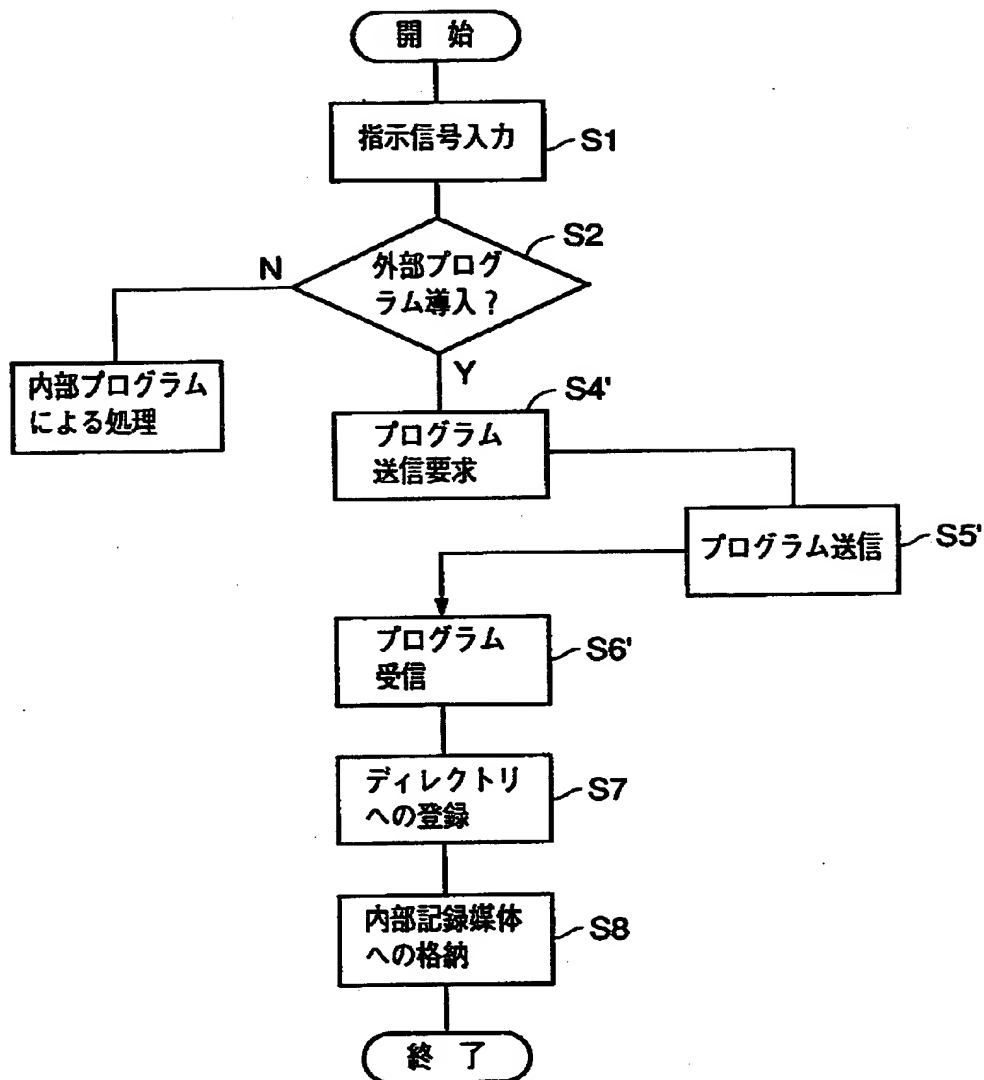 開 始
指示信号入力
S1
S2
外部プログ
ラム導入?
N
Y
内部プログラム
による処理
S4'
プログラム
送信要求
プログラム送信
S5'
プログラム
受信
S6'
ディレクトリ
への登録
S7
内部記録媒体
への格納
S8
終 了